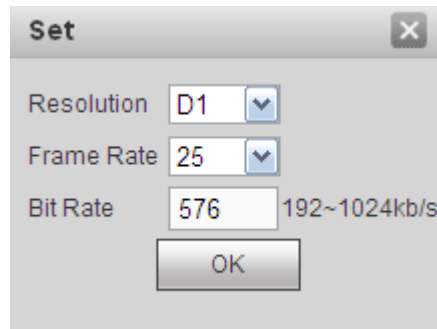 Set
Resolution D1
Frame Rate 25
Bit Rate 576 192~1024kb/s
OK